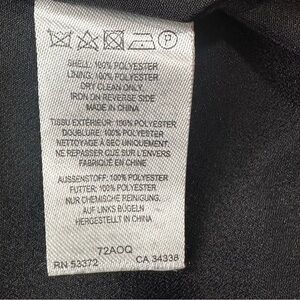 P
SHELL: 100% POLYESTER
LINING: 100% POLYESTER
DRY CLEAN ONLY
IRON ON REVERSE SIDE
MADE IN CHINA
TISSU EXTÉRIEUR: 100% POLYESTER
DOUBLURE: 100% POLYESTER
NETTOYAGE A SEC UNIQUEMENT.
NE REPASSER QUE SUR L'ENVERS
FABRIQUÉ EN CHINE
AUSSENSTOFF: 100% POLYESTER
FUTTER: 100% POLYESTER
NUR CHEMISCHE REINIGUNG.
AUF LINKS BÜGELN
HERGESTELLT IN CHINA
72AOQ
RN 53372 CA 34336